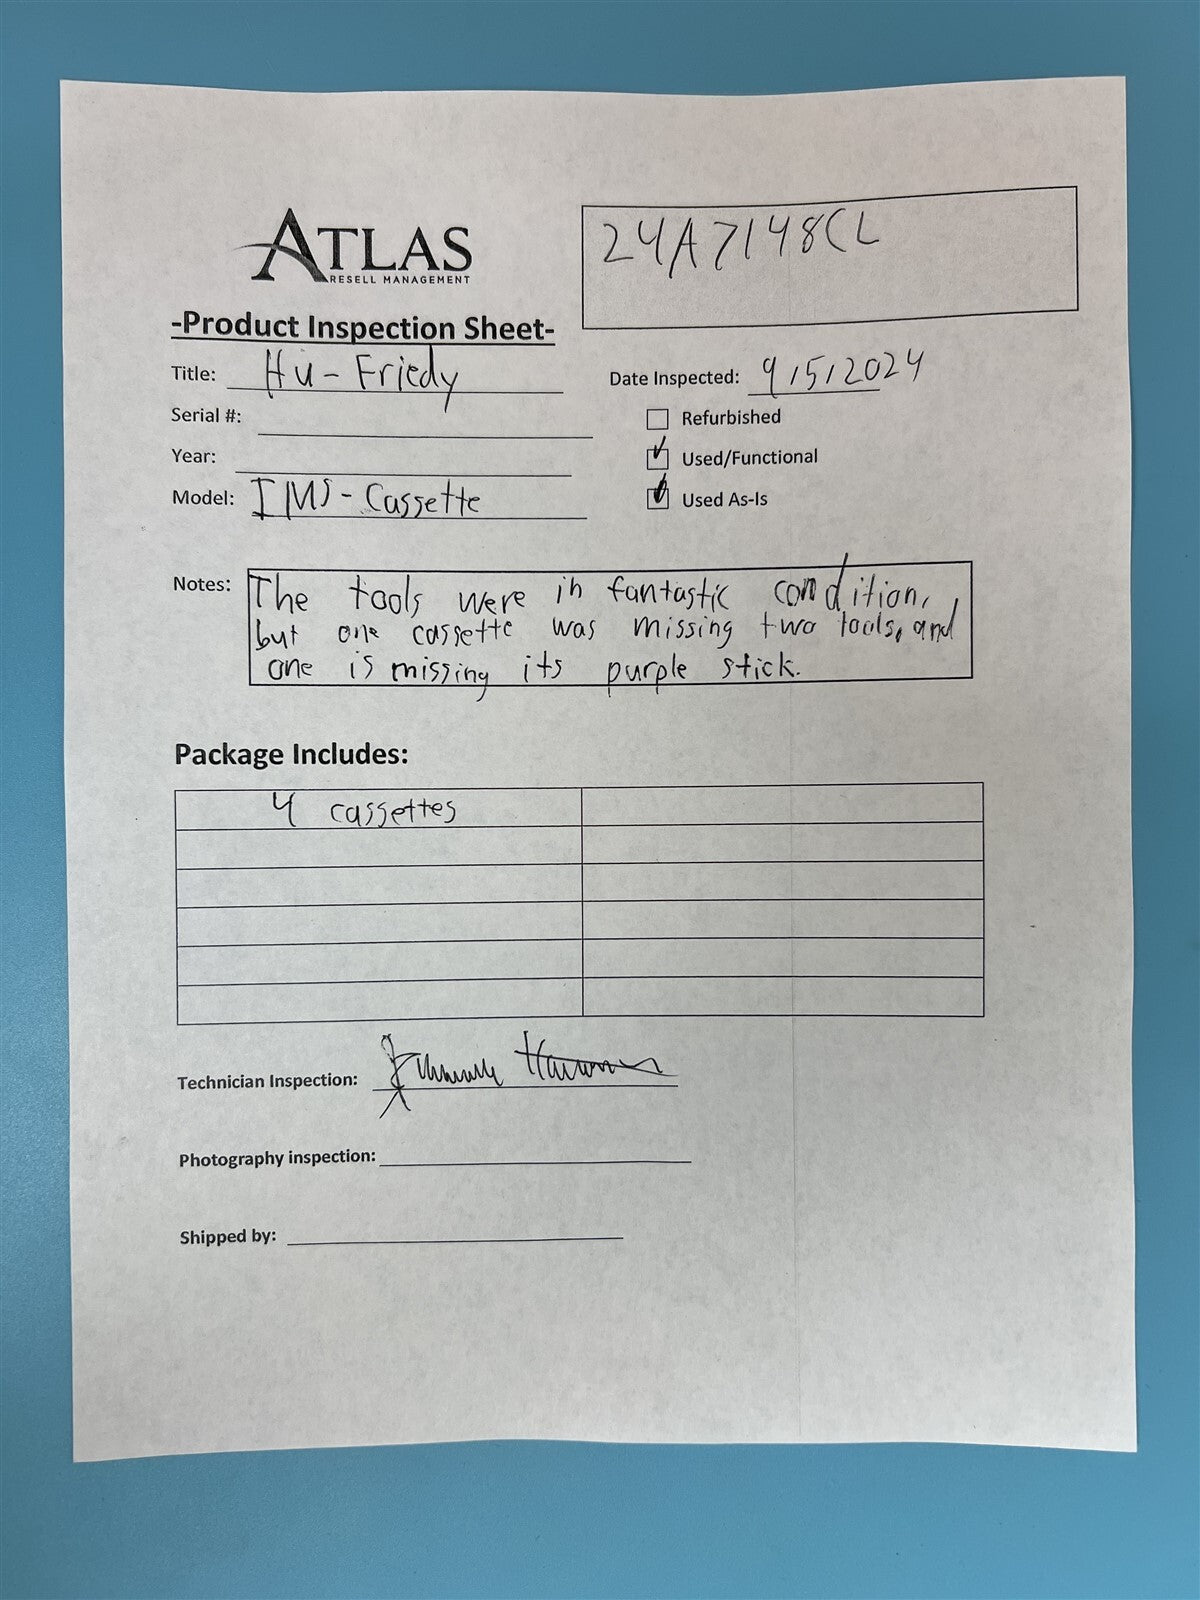 ATLAS
RESELL MANAGEMENT
24A7148CL
-Product Inspection Sheet-
Title: Hu-Friedy
Date Inspected: 9/5/2024
Serial #:
Refurbished
Year:
Used/Functional
Model: IMS-Cassette
Used As-Is
Notes: The tools were in fantastic condition,
but one cassette was missing two tools, and
one is missing its purple stick.
Package Includes:
4 cassettes
Technician Inspection:
Photography inspection:
Shipped by: